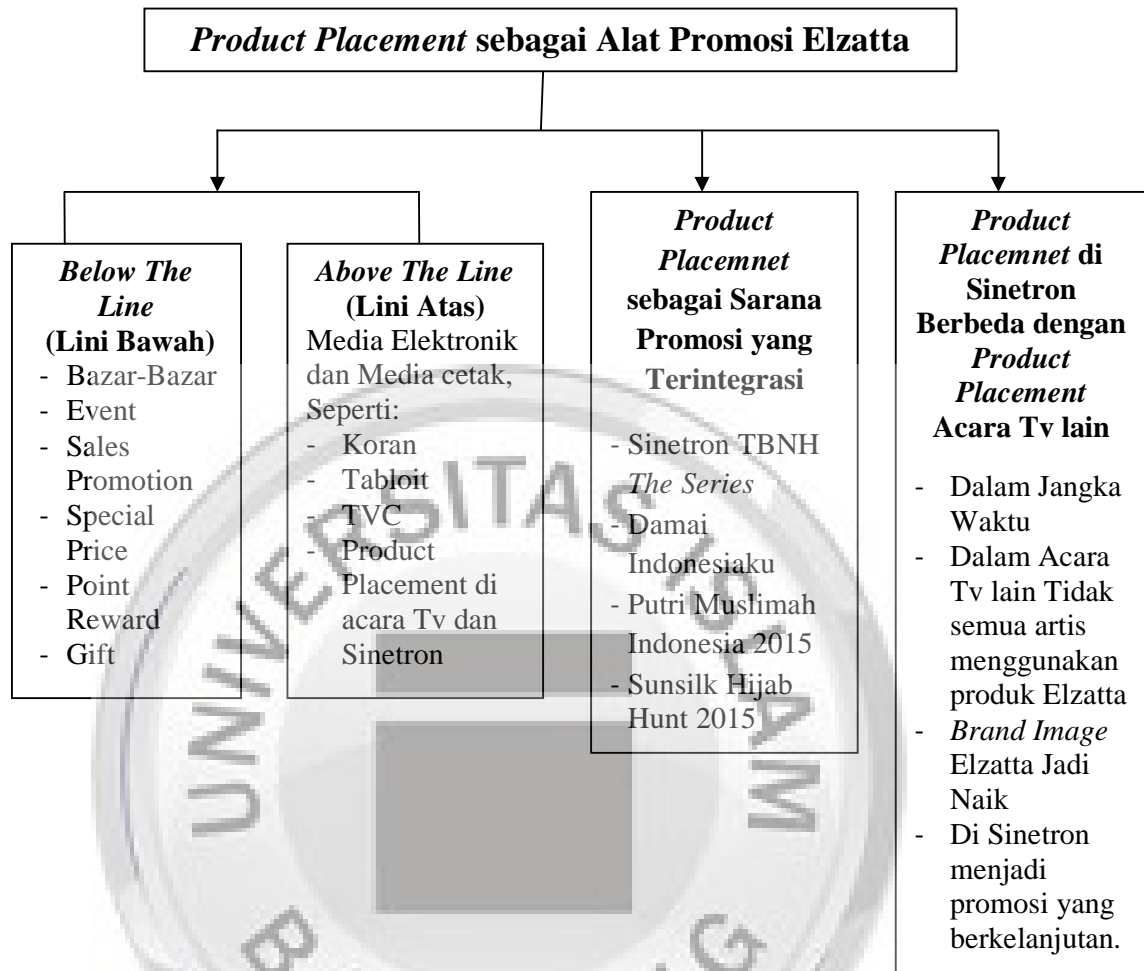 Product Placement sebagai Alat Promosi Elzatta
Below The
Line
(Lini Bawah)
- Bazar-Bazar
- Event
- Sales
Promotion
- Special
Price
- Point
Reward
- Gift
Above The Line
(Lini Atas)
Media Elektronik
dan Media cetak,
Seperti:
- Koran
- Tabloit
- TVC
- Product
Placement di
acara Tv dan
Sinetron
Product
Placemnet
sebagai Sarana
Promosi yang
Terintegrasi
- Sinetron TBNH
The Series
- Damai
Indonesiaku
- Putri Muslimah
Indonesia 2015
- Sunsilk Hijab
Hunt 2015
Product
Placemnet di
Sinetron
Berbeda dengan
Product
Placement
Acara Tv lain
- Dalam Jangka
Waktu
- Dalam Acara
Tv lain Tidak
semua artis
menggunakan
produk Elzatta
- Brand Image
Elzatta Jadi
Naik
- Di Sinetron
menjadi
promosi yang
berkelanjutan.
UNIVERSITAS ISLAM